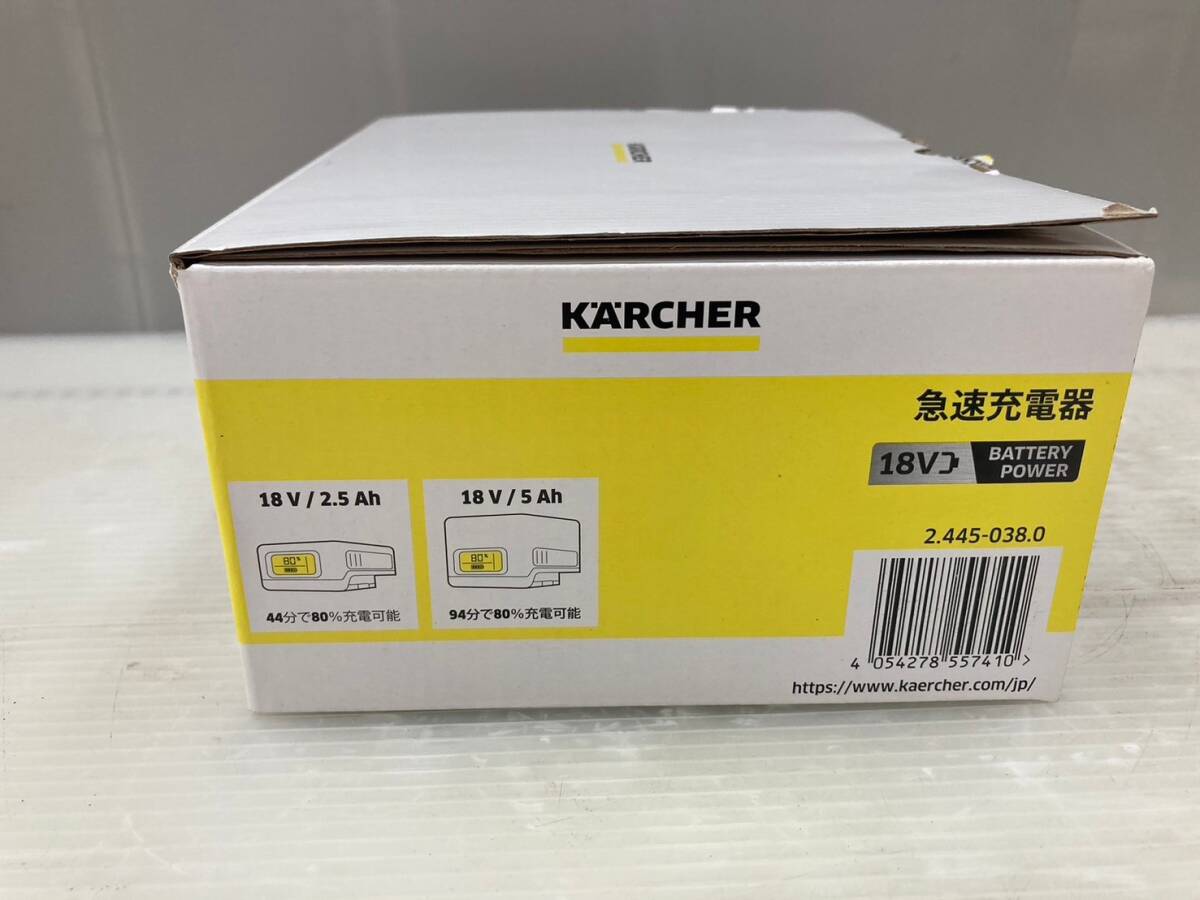 KÄRCHER
KÄRCHER
急速充電器
18V BATTERY POWER
18 V / 2.5 Ah
80%
44分で80%充電可能
18 V / 5 Ah
80%
94分で80%充電可能
2.445-038.0
4 054278 557410 >
https://www.kaercher.com/jp/